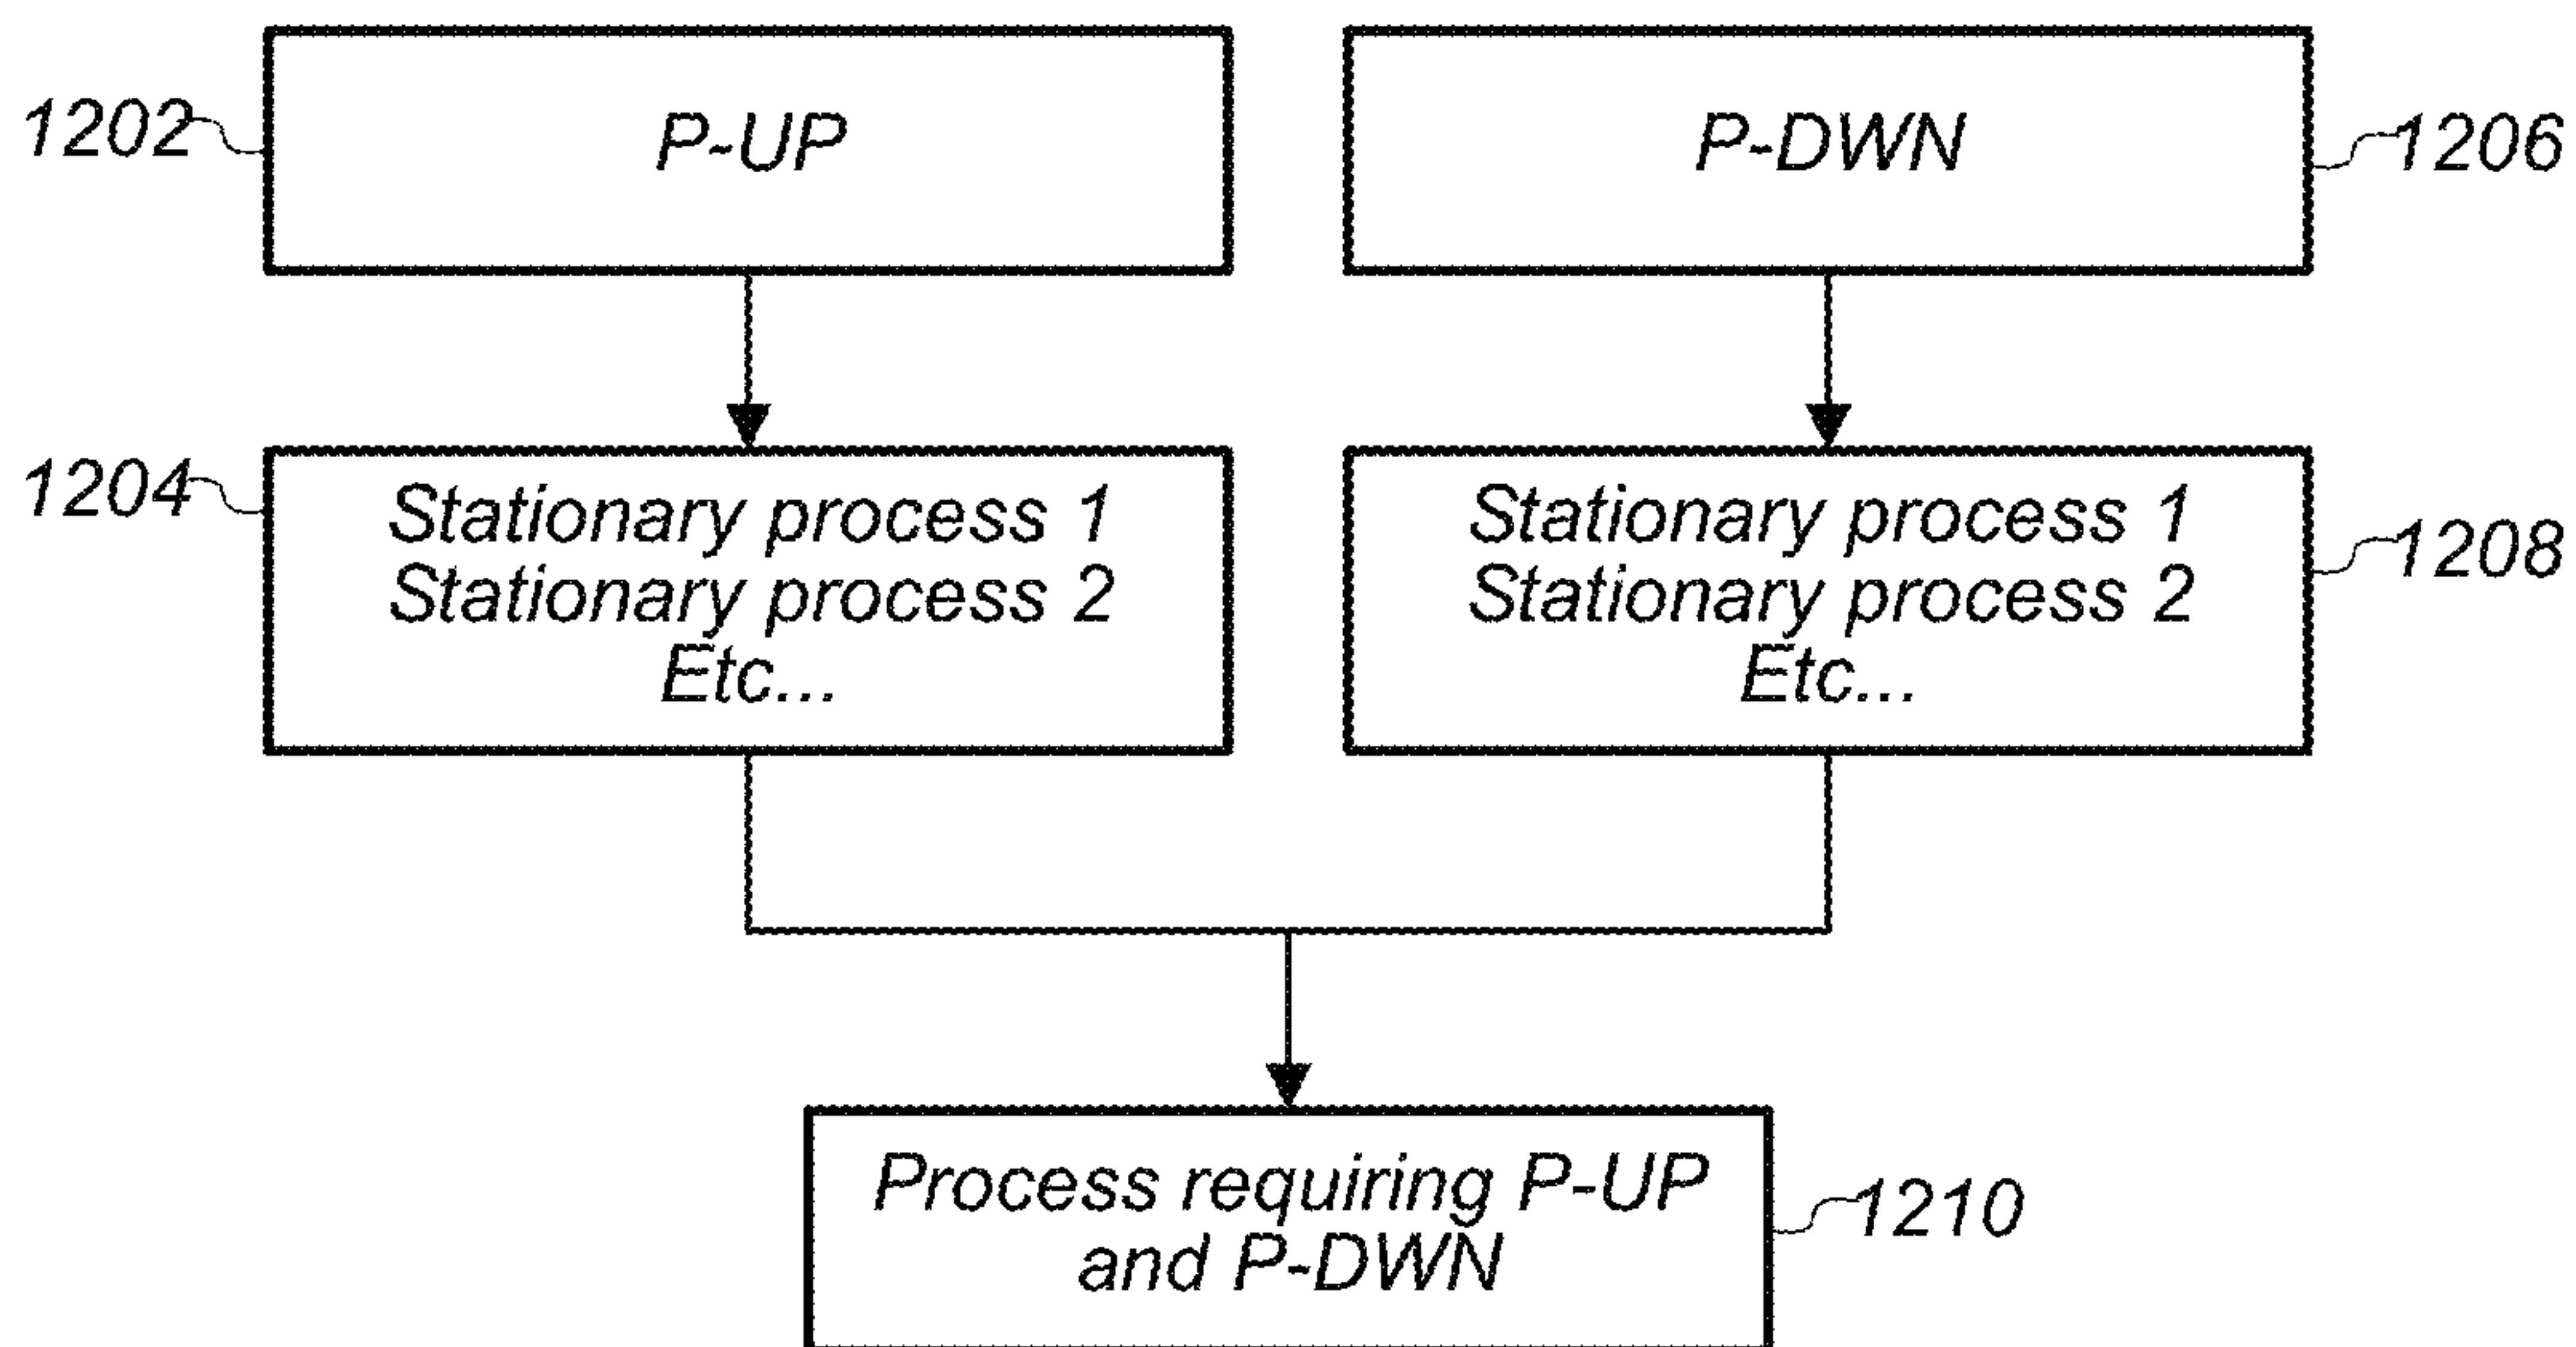 1202
P-UP
P-DWN
1206
1204
Stationary process 1
Stationary process 2
Etc...
Stationary process 1
Stationary process 2
Etc...
1208
Process requiring P-UP
and P-DWN
1210